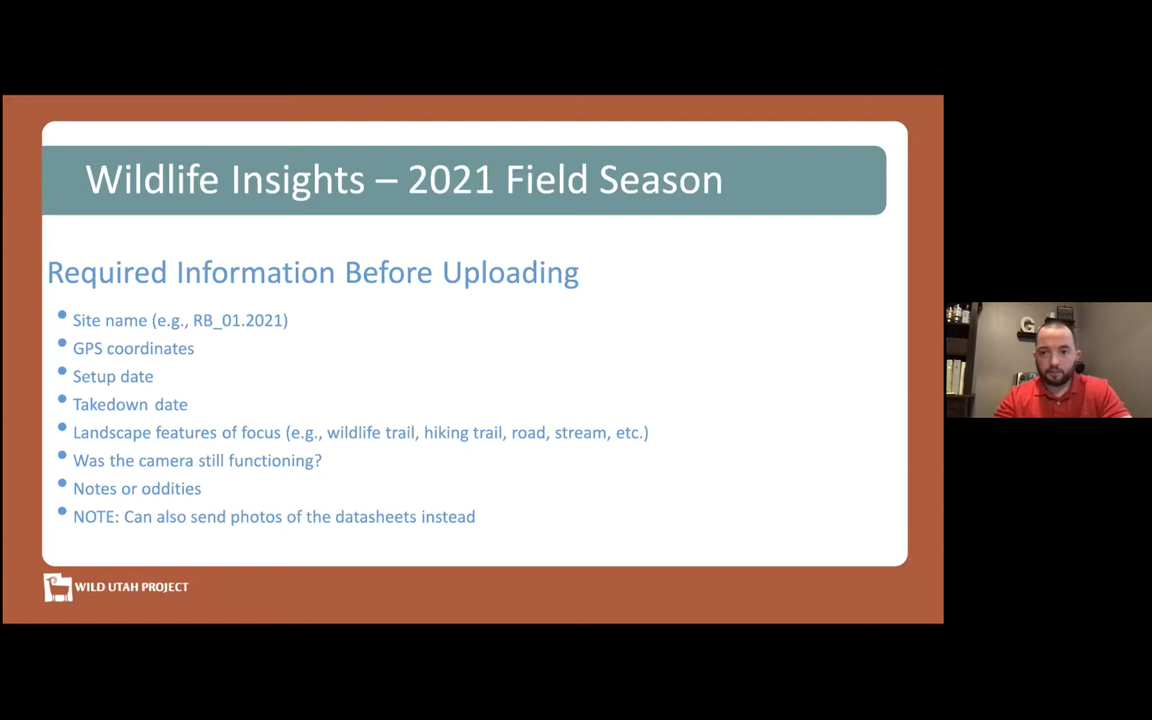 Wildlife Insights – 2021 Field Season
Required Information Before Uploading
• Site name (e.g., RB_01.2021)
• GPS coordinates
• Setup date
• Takedown date
• Landscape features of focus (e.g., wildlife trail, hiking trail, road, stream, etc.)
• Was the camera still functioning?
• Notes or oddities
• NOTE: Can also send photos of the datasheets instead
WILD UTAH PROJECT
G